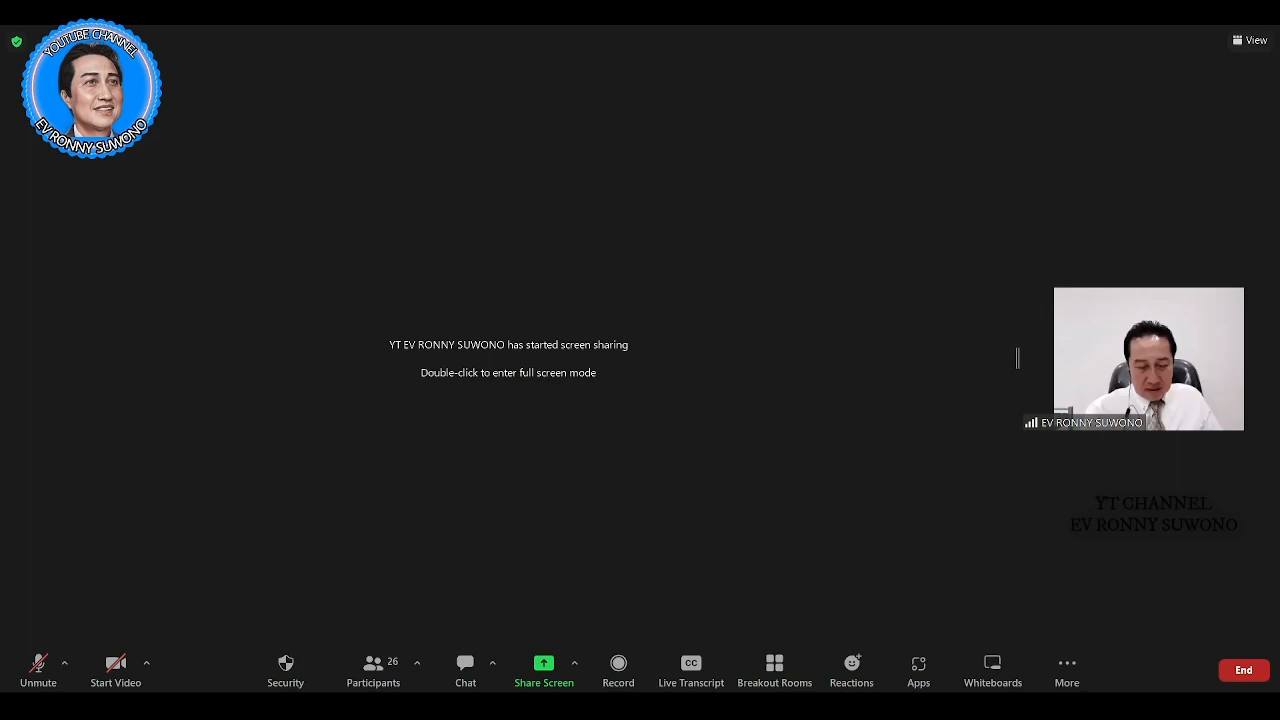 YOUTUBE CHANNEL
EV RONNY SUWONO
View
YT EV RONNY SUWONO has started screen sharing
Double-click to enter full screen mode
EV RONNY SUWONO
YT CHANNEL
EV RONNY SUWONO
Unmute
Start Video
Security
26
Participants
Chat
Share Screen
Record
CC
Live Transcript
Breakout Rooms
Reactions
Apps
Whiteboards
More
End